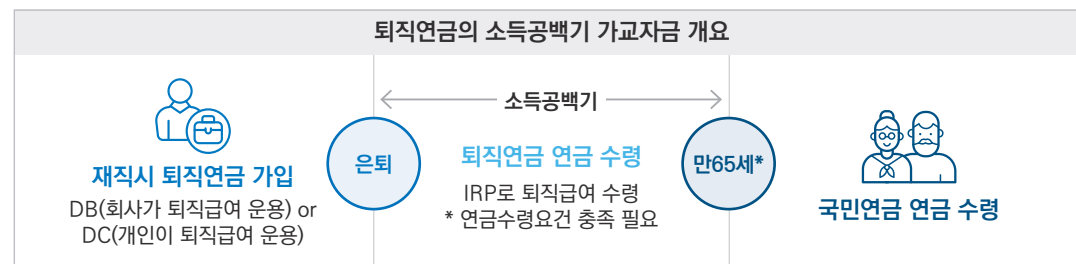 퇴직연금의 소득공백기 가교자금 개요
소득공백기
재직시 퇴직연금 가입
DB(회사가 퇴직급여 운용) or
DC(개인이 퇴직급여 운용)
은퇴
퇴직연금 연금 수령
IRP로 퇴직급여 수령
* 연금수령요건 충족 필요
만65세*
국민연금 연금 수령